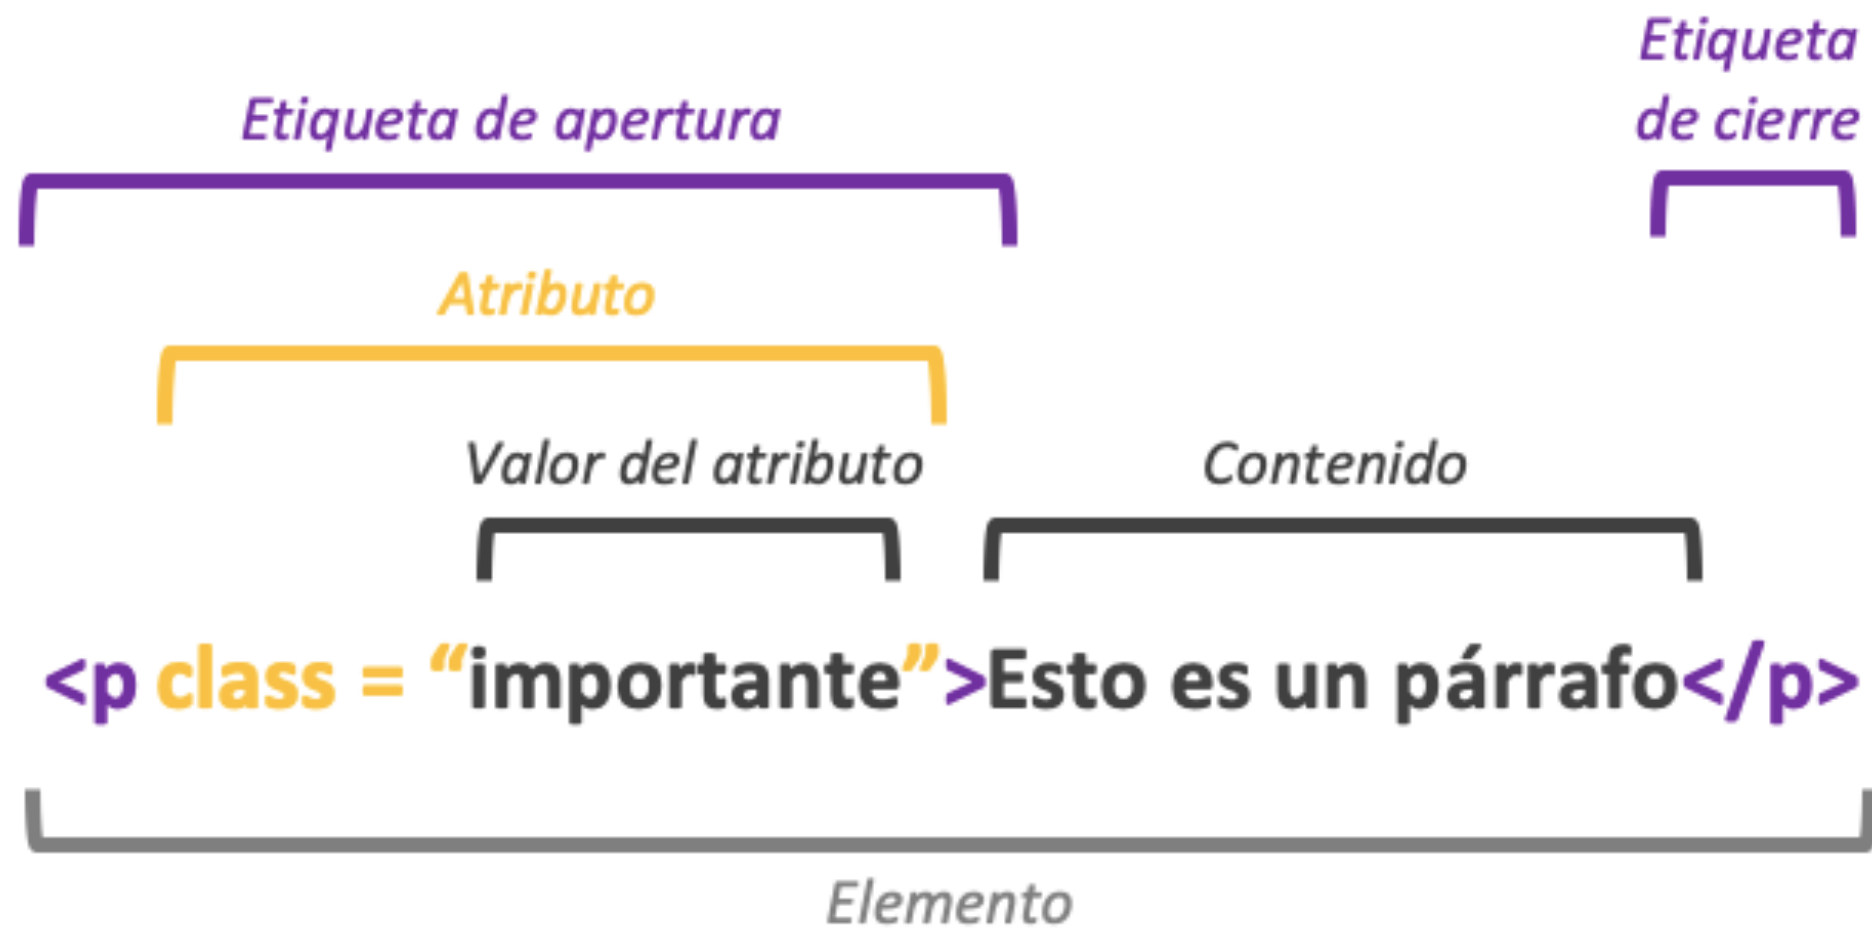 Etiqueta
de cierre
Etiqueta de apertura
Atributo
Valor del atributo
Contenido
<p class = “importante”>Esto es un párrafo</p>
Elemento